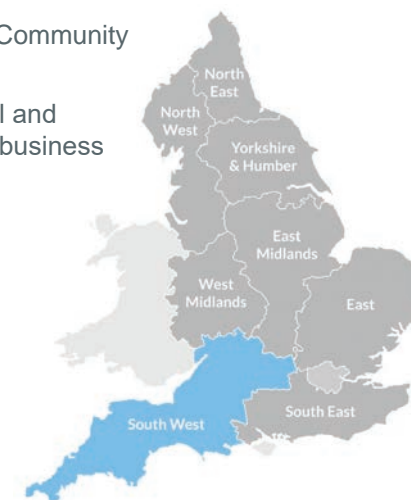 Community
l and
business
North
East
North
West
Yorkshire
& Humber
East
Midlands
West
Midlands
East
South West
South East